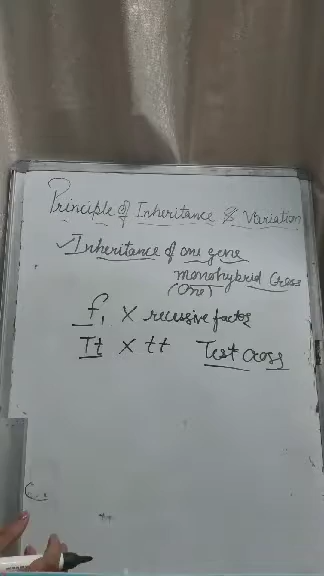 Principle of Inheritance & Variation
✓Inheritance of one gene
monohybrid Cross
(One)
f₁ X recessive factor
Tt X tt Test cross